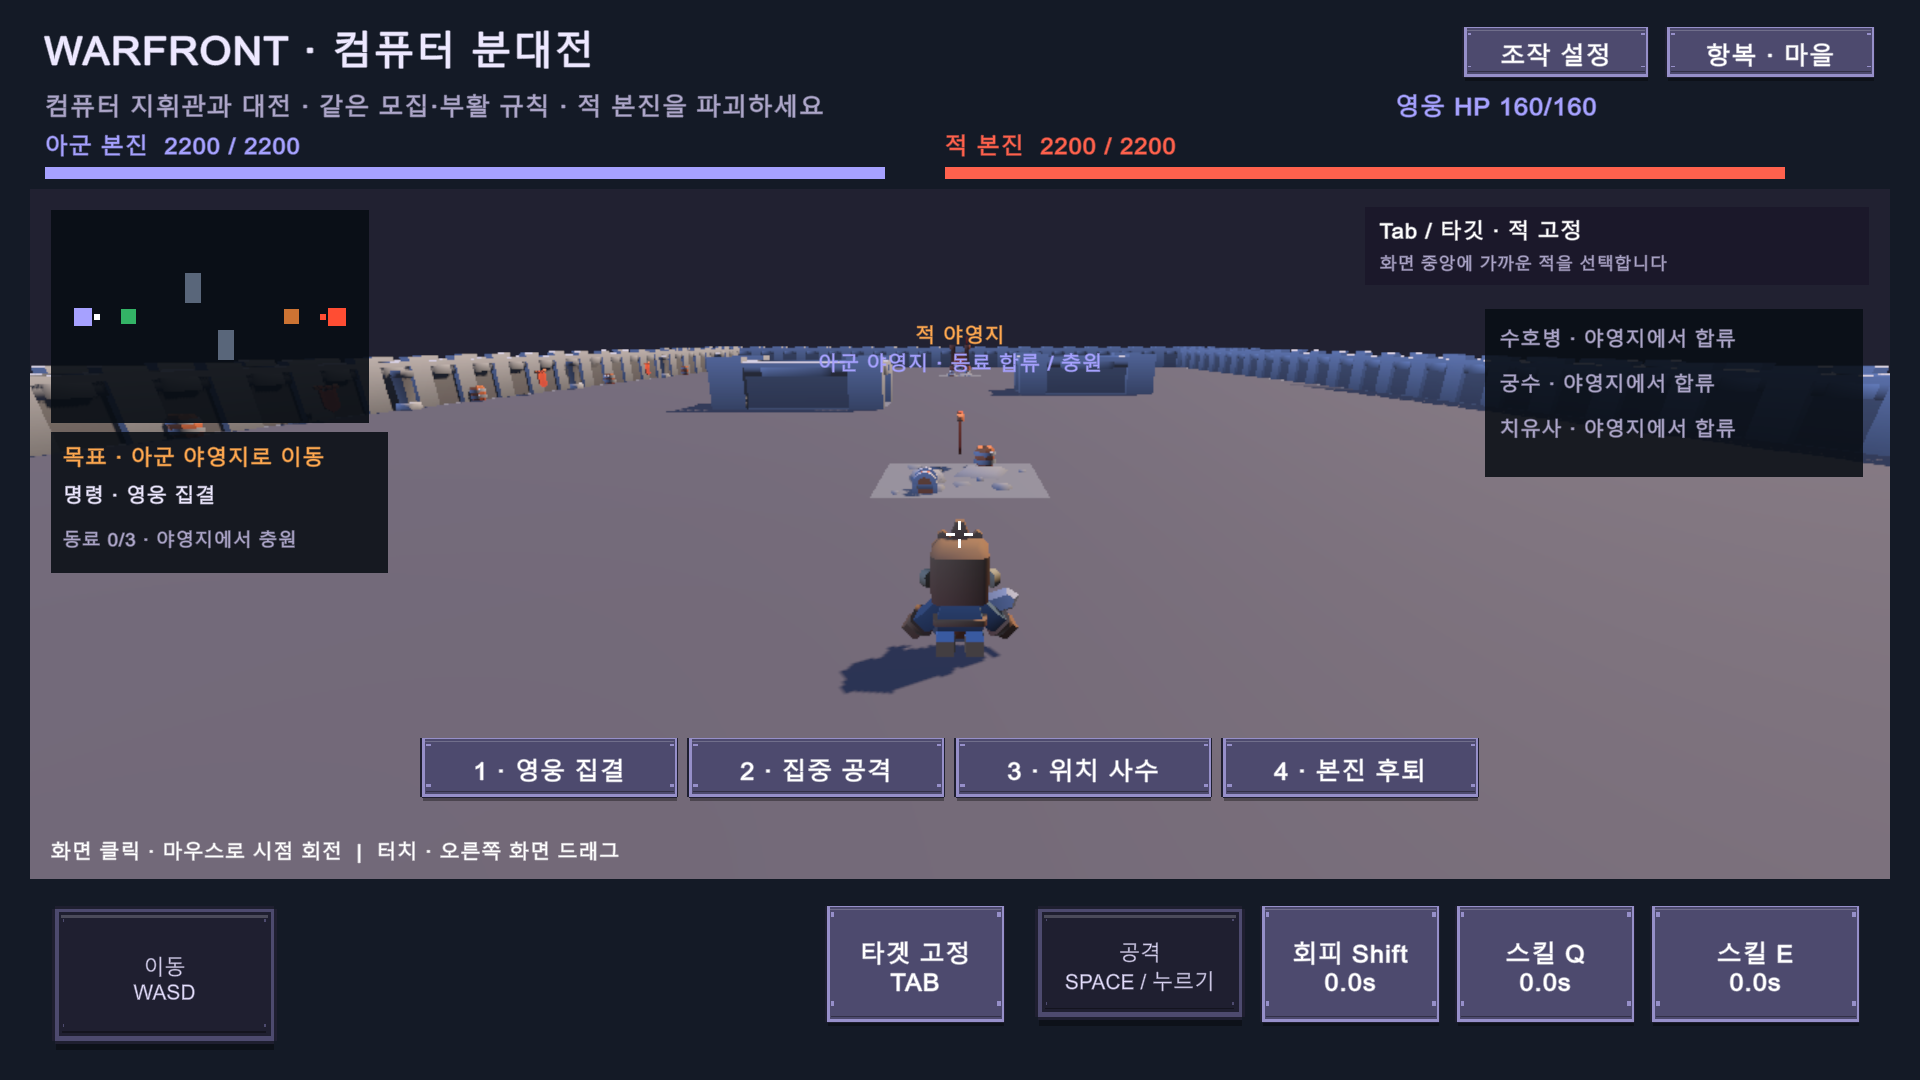 WARFRONT · 컴퓨터 분대전
조작 설정
항복 · 마을
컴퓨터 지휘관과 대전 · 같은 모집·부활 규칙 · 적 본진을 파괴하세요
영웅 HP 160/160
아군 본진 2200 / 2200
적 본진 2200 / 2200
Tab / 타깃 · 적 고정
화면 중앙에 가까운 적을 선택합니다
적 야영지
아군 야영지 · 동료 합류 / 충원
수호병 · 야영지에서 합류
궁수 · 야영지에서 합류
치유사 · 야영지에서 합류
목표 · 아군 야영지로 이동
명령 · 영웅 집결
동료 0/3 · 야영지에서 충원
1 · 영웅 집결
2 · 집중 공격
3 · 위치 사수
4 · 본진 후퇴
화면 클릭 · 마우스로 시점 회전 | 터치 · 오른쪽 화면 드래그
이동
WASD
타겟 고정
TAB
공격
SPACE / 누르기
회피 Shift
0.0s
스킬 Q
0.0s
스킬 E
0.0s